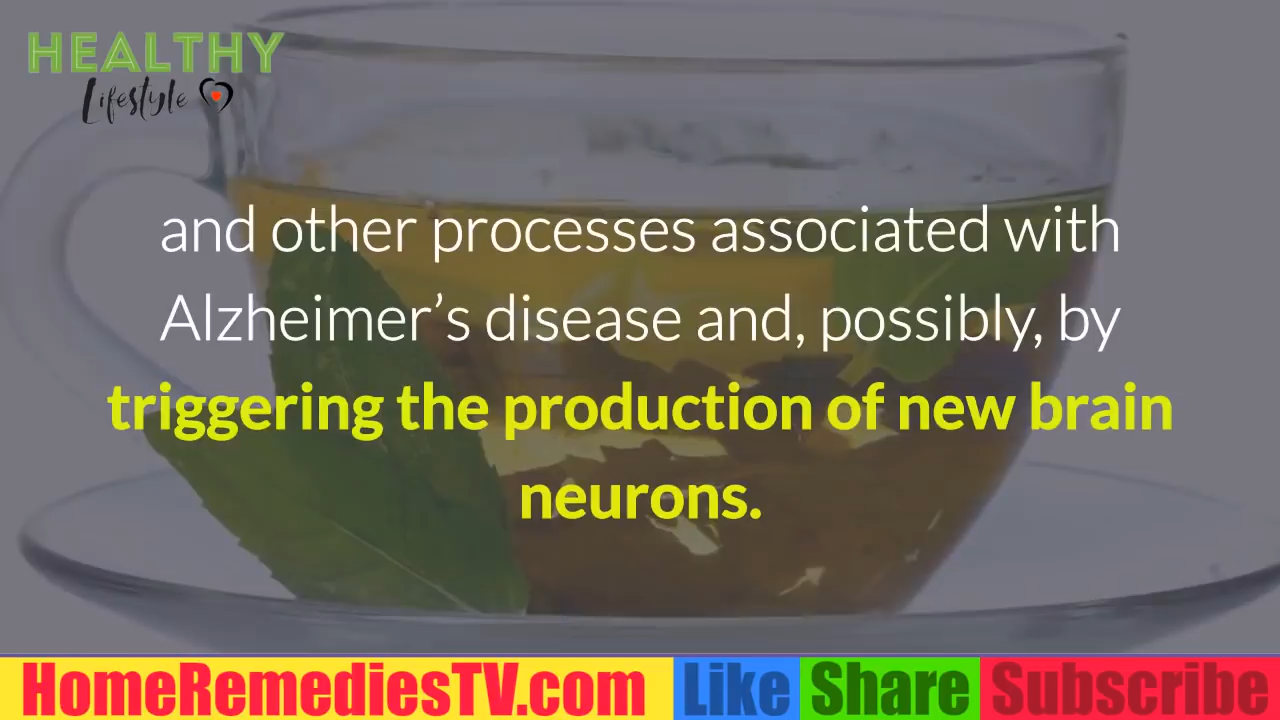 HEALTHY
Lifestyle
and other processes associated with
Alzheimer’s disease and, possibly, by
triggering the production of new brain
neurons.
HomeRemediesTV.com Like Share Subscribe